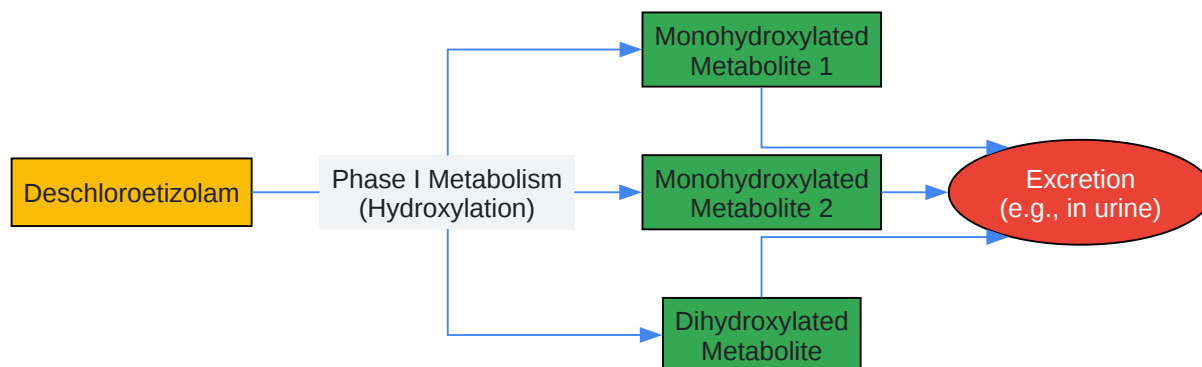 Deschloroetizolam
Phase I Metabolism
(Hydroxylation)
Monohydroxylated
Metabolite 1
Monohydroxylated
Metabolite 2
Dihydroxylated
Metabolite
Excretion
(e.g., in urine)